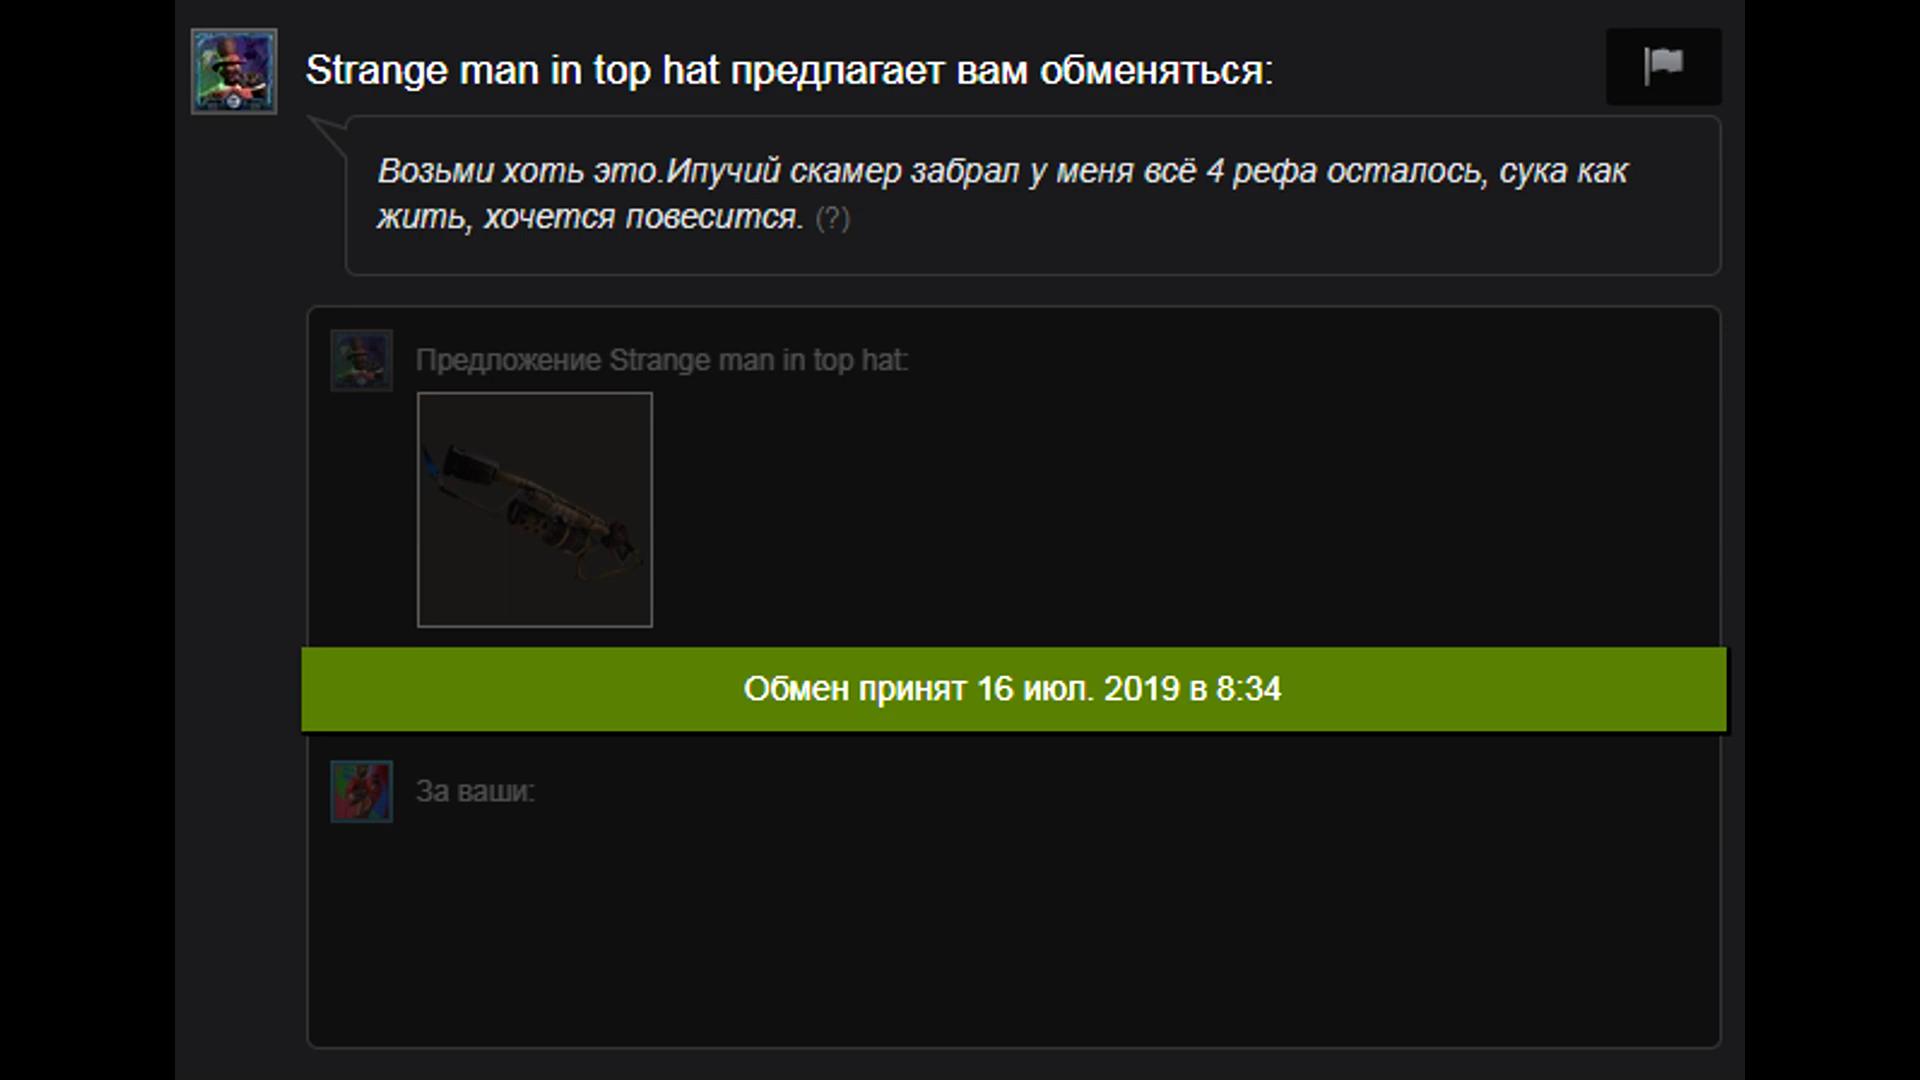 Strange man in top hat предлагает вам обменяться:
Возьми хоть это.Ипучий скамер забрал у меня всё 4 рефа осталось, сука как
жить, хочется повесится. (?)
Предложение Strange man in top hat:
Обмен принят 16 июл. 2019 в 8:34
За ваши: